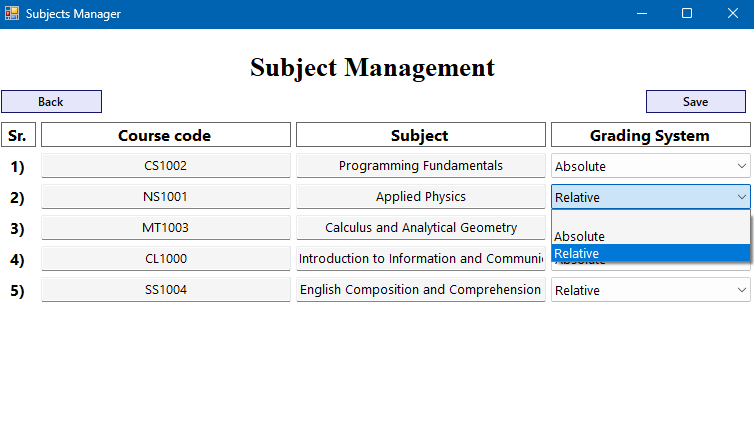 Subjects Manager
Subject Management
Back
Save
Sr. Course code Subject Grading System
1) CS1002 Programming Fundamentals Absolute
2) NS1001 Applied Physics Relative
3) MT1003 Calculus and Analytical Geometry
Absolute
Relative
4) CL1000 Introduction to Information and Communi
5) SS1004 English Composition and Comprehension Relative